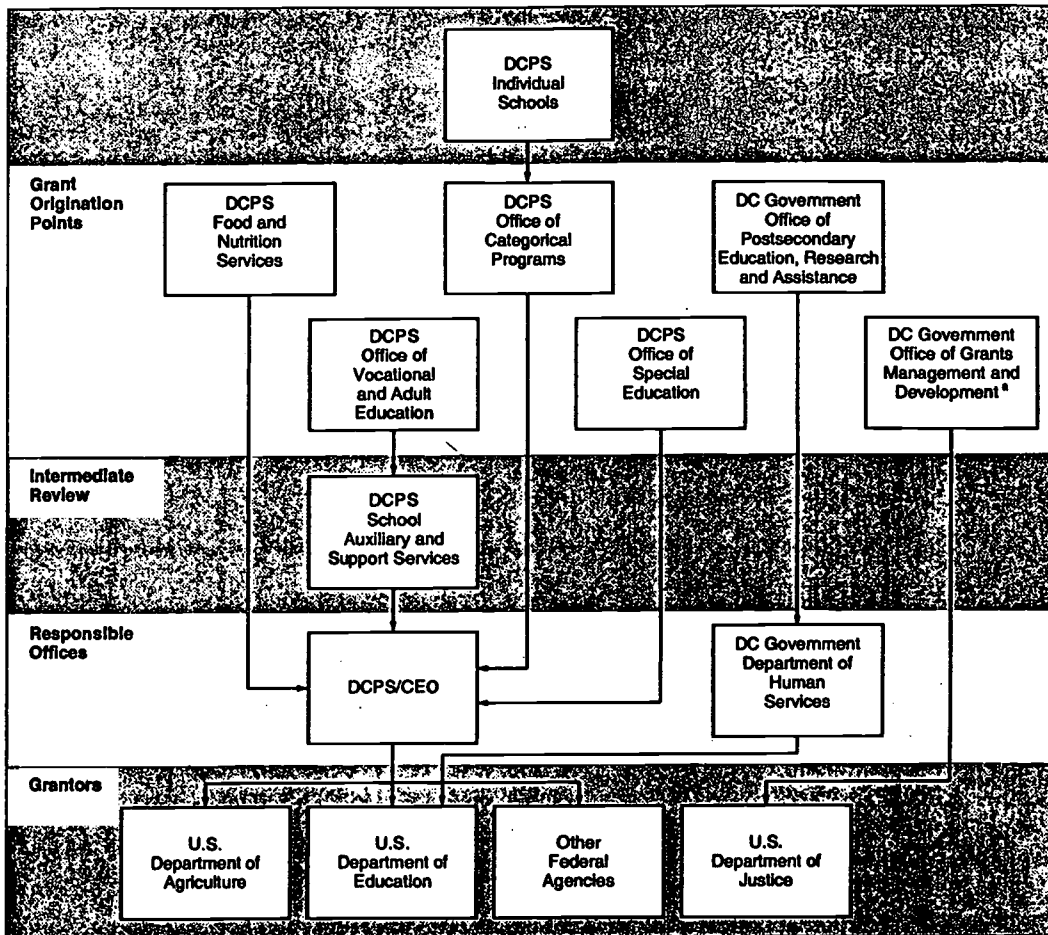 DCPS
Individual
Schools
Grant
Origination
Points
DCPS
Food and
Nutrition
Services
DCPS
Office of
Categorical
Programs
DC Government
Office of
Postsecondary
Education, Research
and Assistance
DCPS
Office of
Vocational
and Adult
Education
DCPS
Office of
Special
Education
DC Government
Office of Grants
Management and
Development a
Intermediate
Review
DCPS
School
Auxiliary and
Support Services
Responsible
Offices
DCPS/CEO
DC Government
Department of
Human
Services
Grantors
U.S.
Department of
Agriculture
U.S.
Department of
Education
Other
Federal
Agencies
U.S.
Department of
Justice